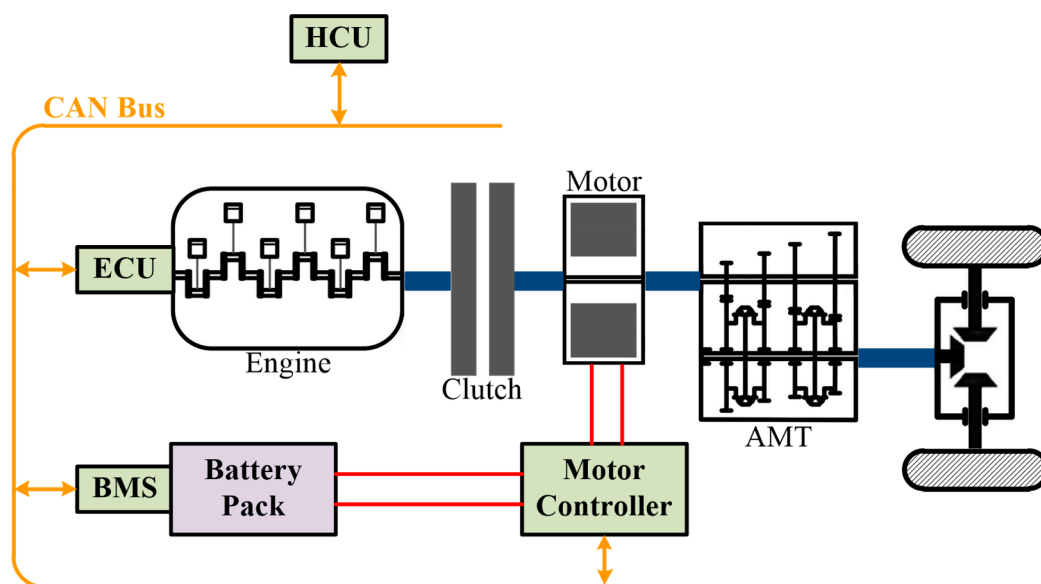 HCU
CAN Bus
Motor
ECU
Engine
Clutch
AMT
BMS
Battery
Pack
Motor
Controller